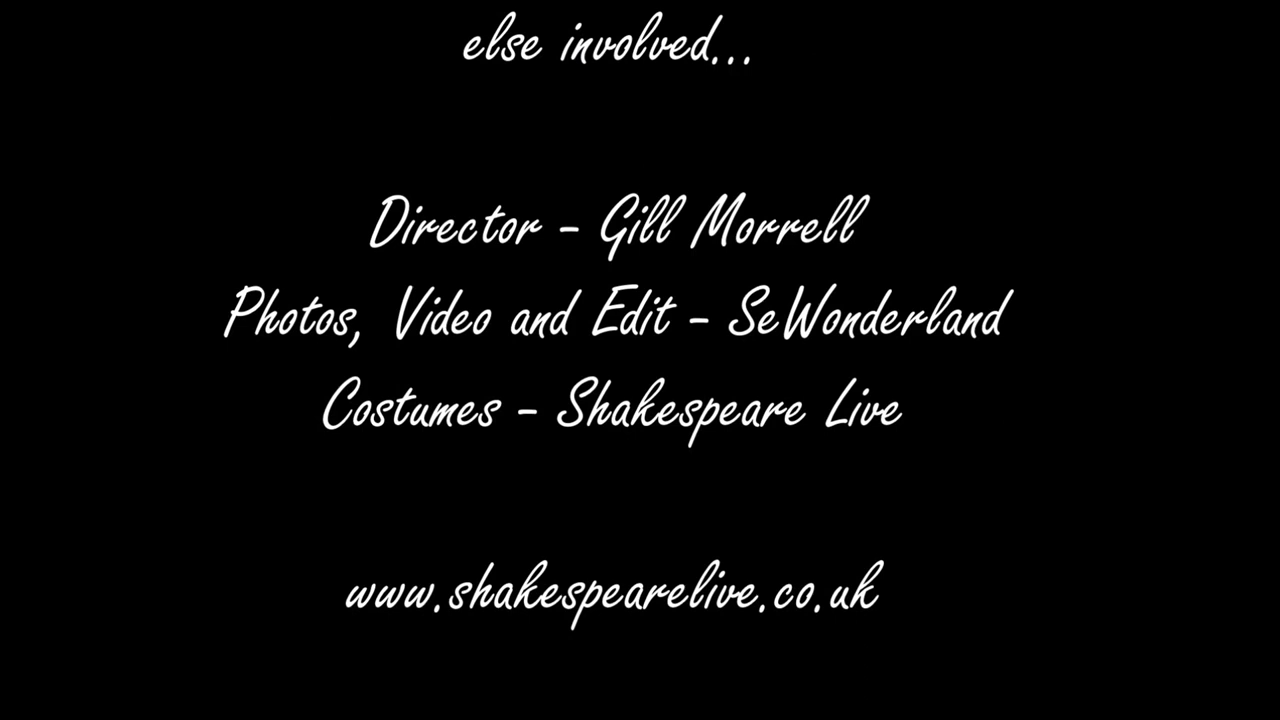 else involved...
Director - Gill Morrell
Photos, Video and Edit - SeWonderland
Costumes - Shakespeare Live
www.shakespearelive.co.uk